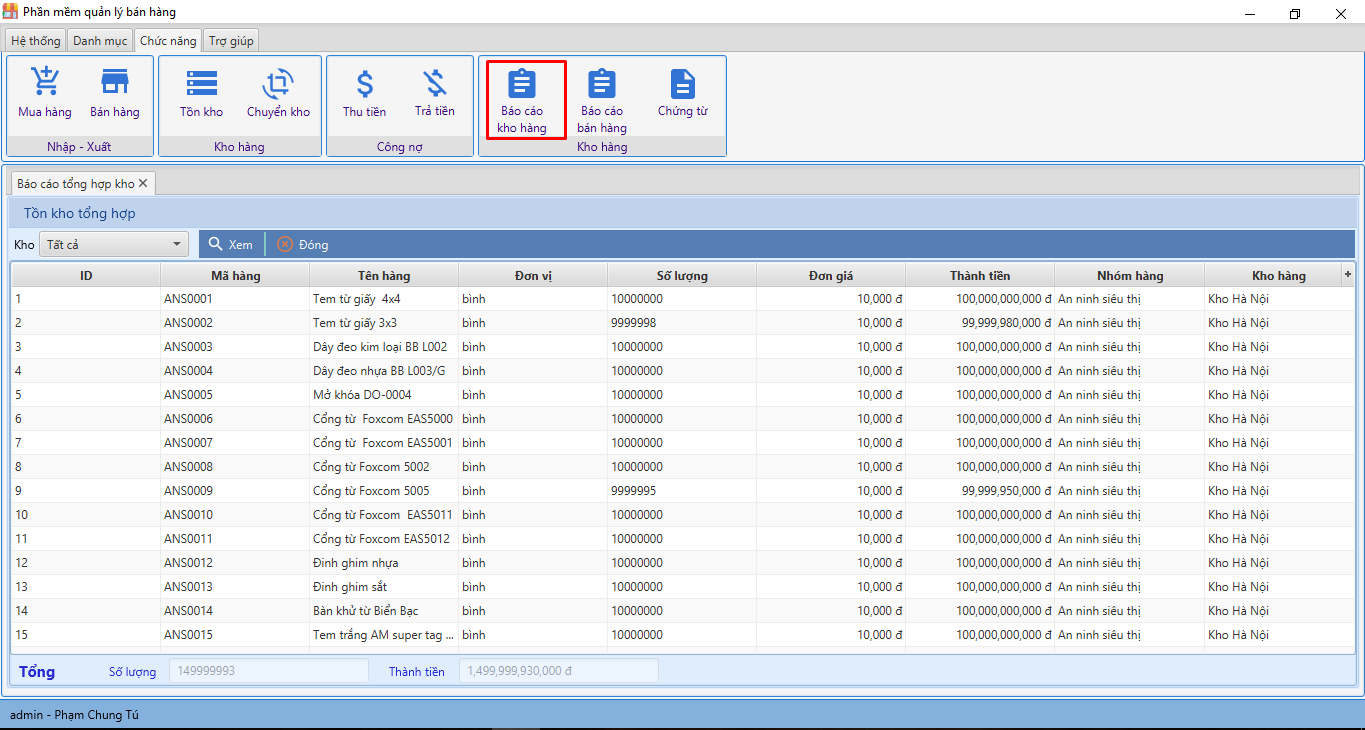 Phần mềm quản lý bán hàng
Hệ thống Danh mục Chức năng Trợ giúp
Mua hàng Bán hàng
Nhập - Xuất
Tồn kho Chuyển kho
Kho hàng
Thu tiền Trả tiền
Công nợ
Báo cáo kho hàng
Báo cáo bán hàng
Chứng từ
Kho hàng
Báo cáo tổng hợp kho
Tồn kho tổng hợp
Kho Tất cả Xem Đóng
ID Mã hàng Tên hàng Đơn vị Số lượng Đơn giá Thành tiền Nhóm hàng Kho hàng +
1 ANS0001 Tem từ giấy  4x4 bình 10000000 10,000 đ 100,000,000,000 đ An ninh siêu thị Kho Hà Nội
2 ANS0002 Tem từ giấy 3x3 bình 9999998 10,000 đ 99,999,980,000 đ An ninh siêu thị Kho Hà Nội
3 ANS0003 Dây đeo kim loại BB L002 bình 10000000 10,000 đ 100,000,000,000 đ An ninh siêu thị Kho Hà Nội
4 ANS0004 Dây đeo nhựa BB L003/G bình 10000000 10,000 đ 100,000,000,000 đ An ninh siêu thị Kho Hà Nội
5 ANS0005 Mở khóa DO-0004 bình 10000000 10,000 đ 100,000,000,000 đ An ninh siêu thị Kho Hà Nội
6 ANS0006 Cổng từ  Foxcom EAS5000 bình 10000000 10,000 đ 100,000,000,000 đ An ninh siêu thị Kho Hà Nội
7 ANS0007 Cổng từ  Foxcom EAS5001 bình 10000000 10,000 đ 100,000,000,000 đ An ninh siêu thị Kho Hà Nội
8 ANS0008 Cổng từ Foxcom 5002 bình 10000000 10,000 đ 100,000,000,000 đ An ninh siêu thị Kho Hà Nội
9 ANS0009 Cổng từ Foxcom 5005 bình 9999995 10,000 đ 99,999,950,000 đ An ninh siêu thị Kho Hà Nội
10 ANS0010 Cổng từ Foxcom  EAS5011 bình 10000000 10,000 đ 100,000,000,000 đ An ninh siêu thị Kho Hà Nội
11 ANS0011 Cổng từ Foxcom EAS5012 bình 10000000 10,000 đ 100,000,000,000 đ An ninh siêu thị Kho Hà Nội
12 ANS0012 Đinh ghim nhựa bình 10000000 10,000 đ 100,000,000,000 đ An ninh siêu thị Kho Hà Nội
13 ANS0013 Đinh ghim sắt bình 10000000 10,000 đ 100,000,000,000 đ An ninh siêu thị Kho Hà Nội
14 ANS0014 Bàn khử từ Biển Bạc bình 10000000 10,000 đ 100,000,000,000 đ An ninh siêu thị Kho Hà Nội
15 ANS0015 Tem trắng AM super tag ... bình 10000000 10,000 đ 100,000,000,000 đ An ninh siêu thị Kho Hà Nội
Tổng Số lượng 149999993 Thành tiền 1,499,999,930,000 đ
admin - Phạm Chung Tú